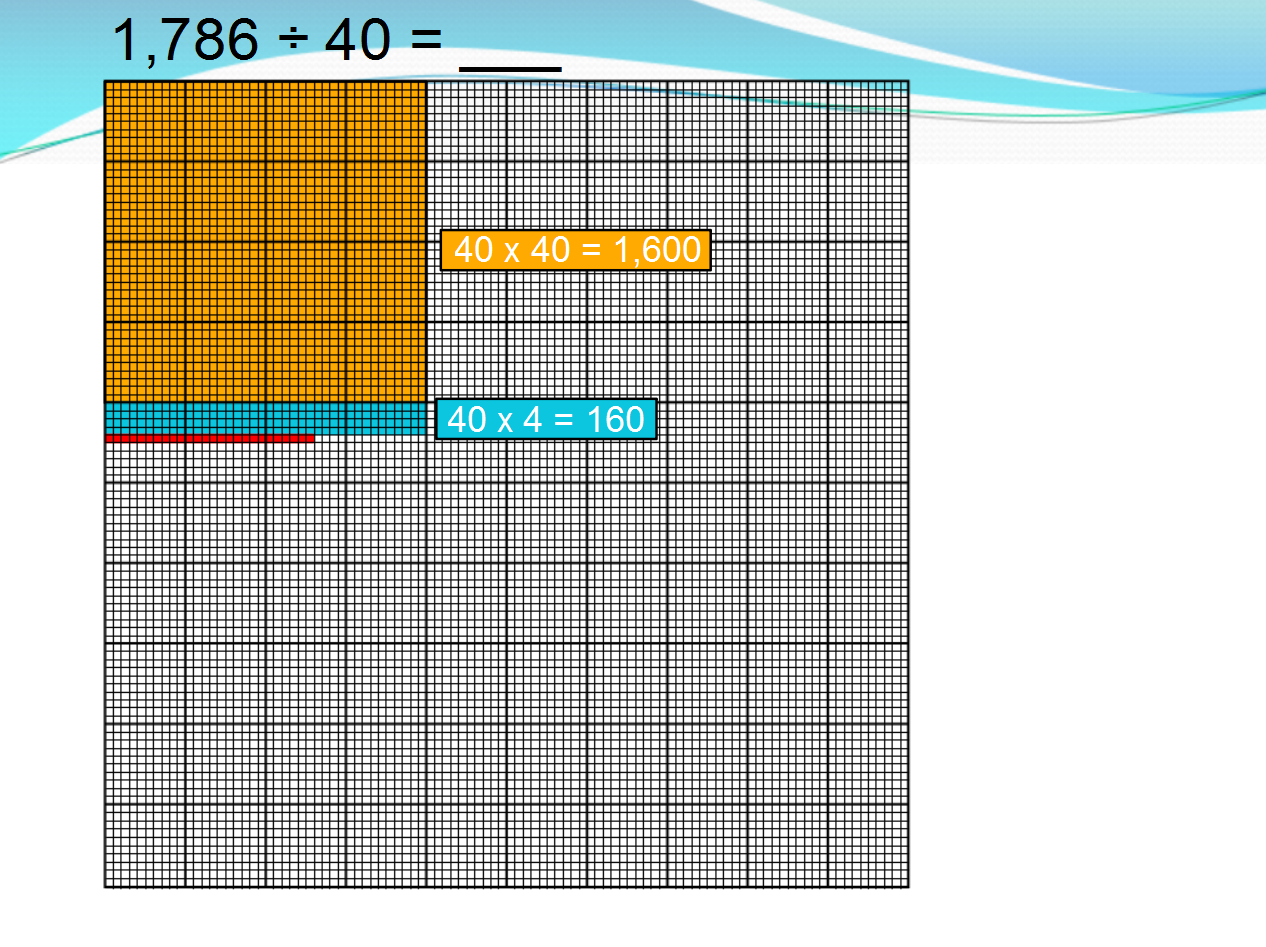 1,786 ÷ 40 = ___
40 x 40 = 1,600
40 x 4 = 160